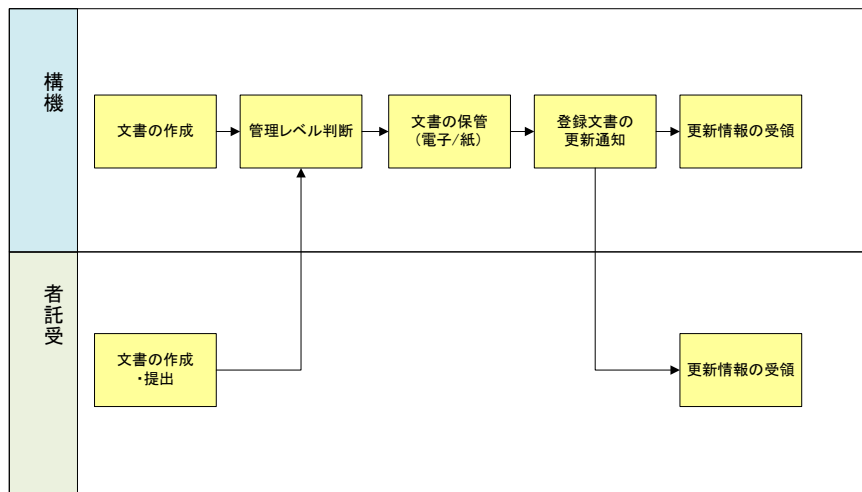 構機
文書の作成
管理レベル判断
文書の保管
(電子/紙)
登録文書の
更新通知
更新情報の受領
者託受
文書の作成
・提出
更新情報の受領